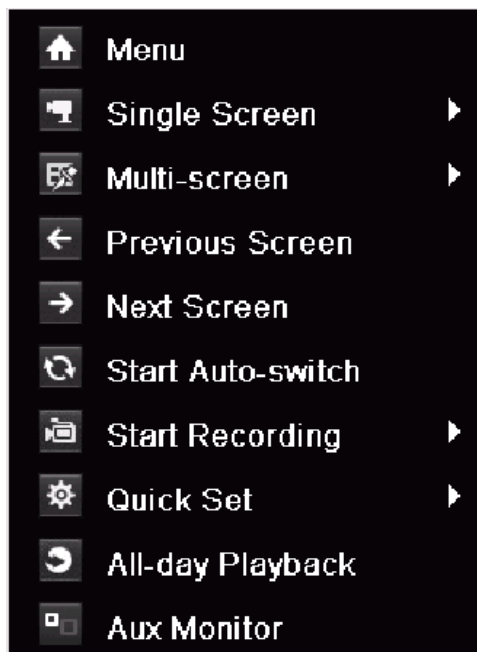 Menu
Single Screen
Multi-screen
Previous Screen
Next Screen
Start Auto-switch
Start Recording
Quick Set
All-day Playback
Aux Monitor